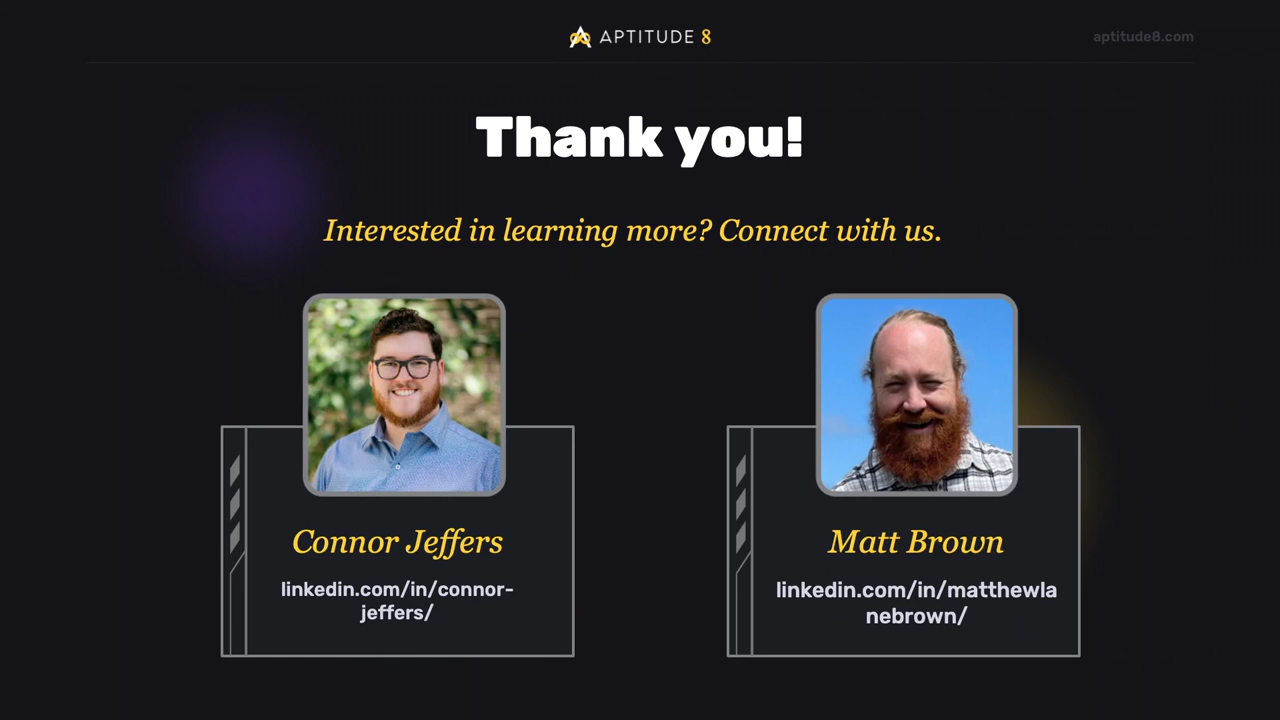 APTITUDE 8
aptitude8.com
Thank you!
Interested in learning more? Connect with us.
Connor Jeffers
linkedin.com/in/connor-
jeffers/
Matt Brown
linkedin.com/in/matthewla
nebrown/